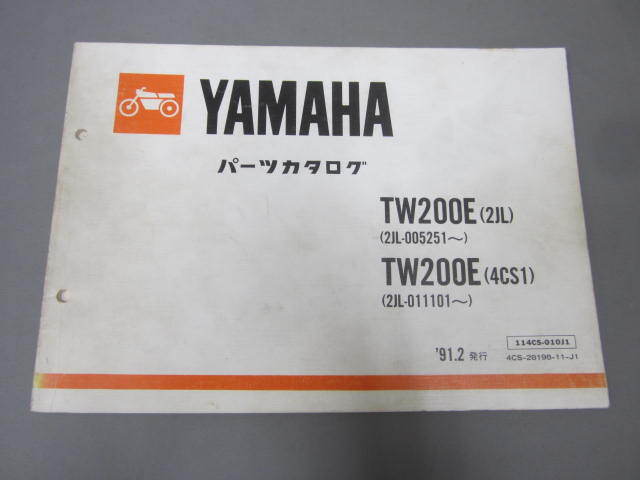 YAMAHA
パーツカタログ
TW200E(2JL)
(2JL-005251〜)
TW200E(4CS1)
(2JL-011101〜)
'91.2 発行
114CS-010J1
4CS-28198-11-J1